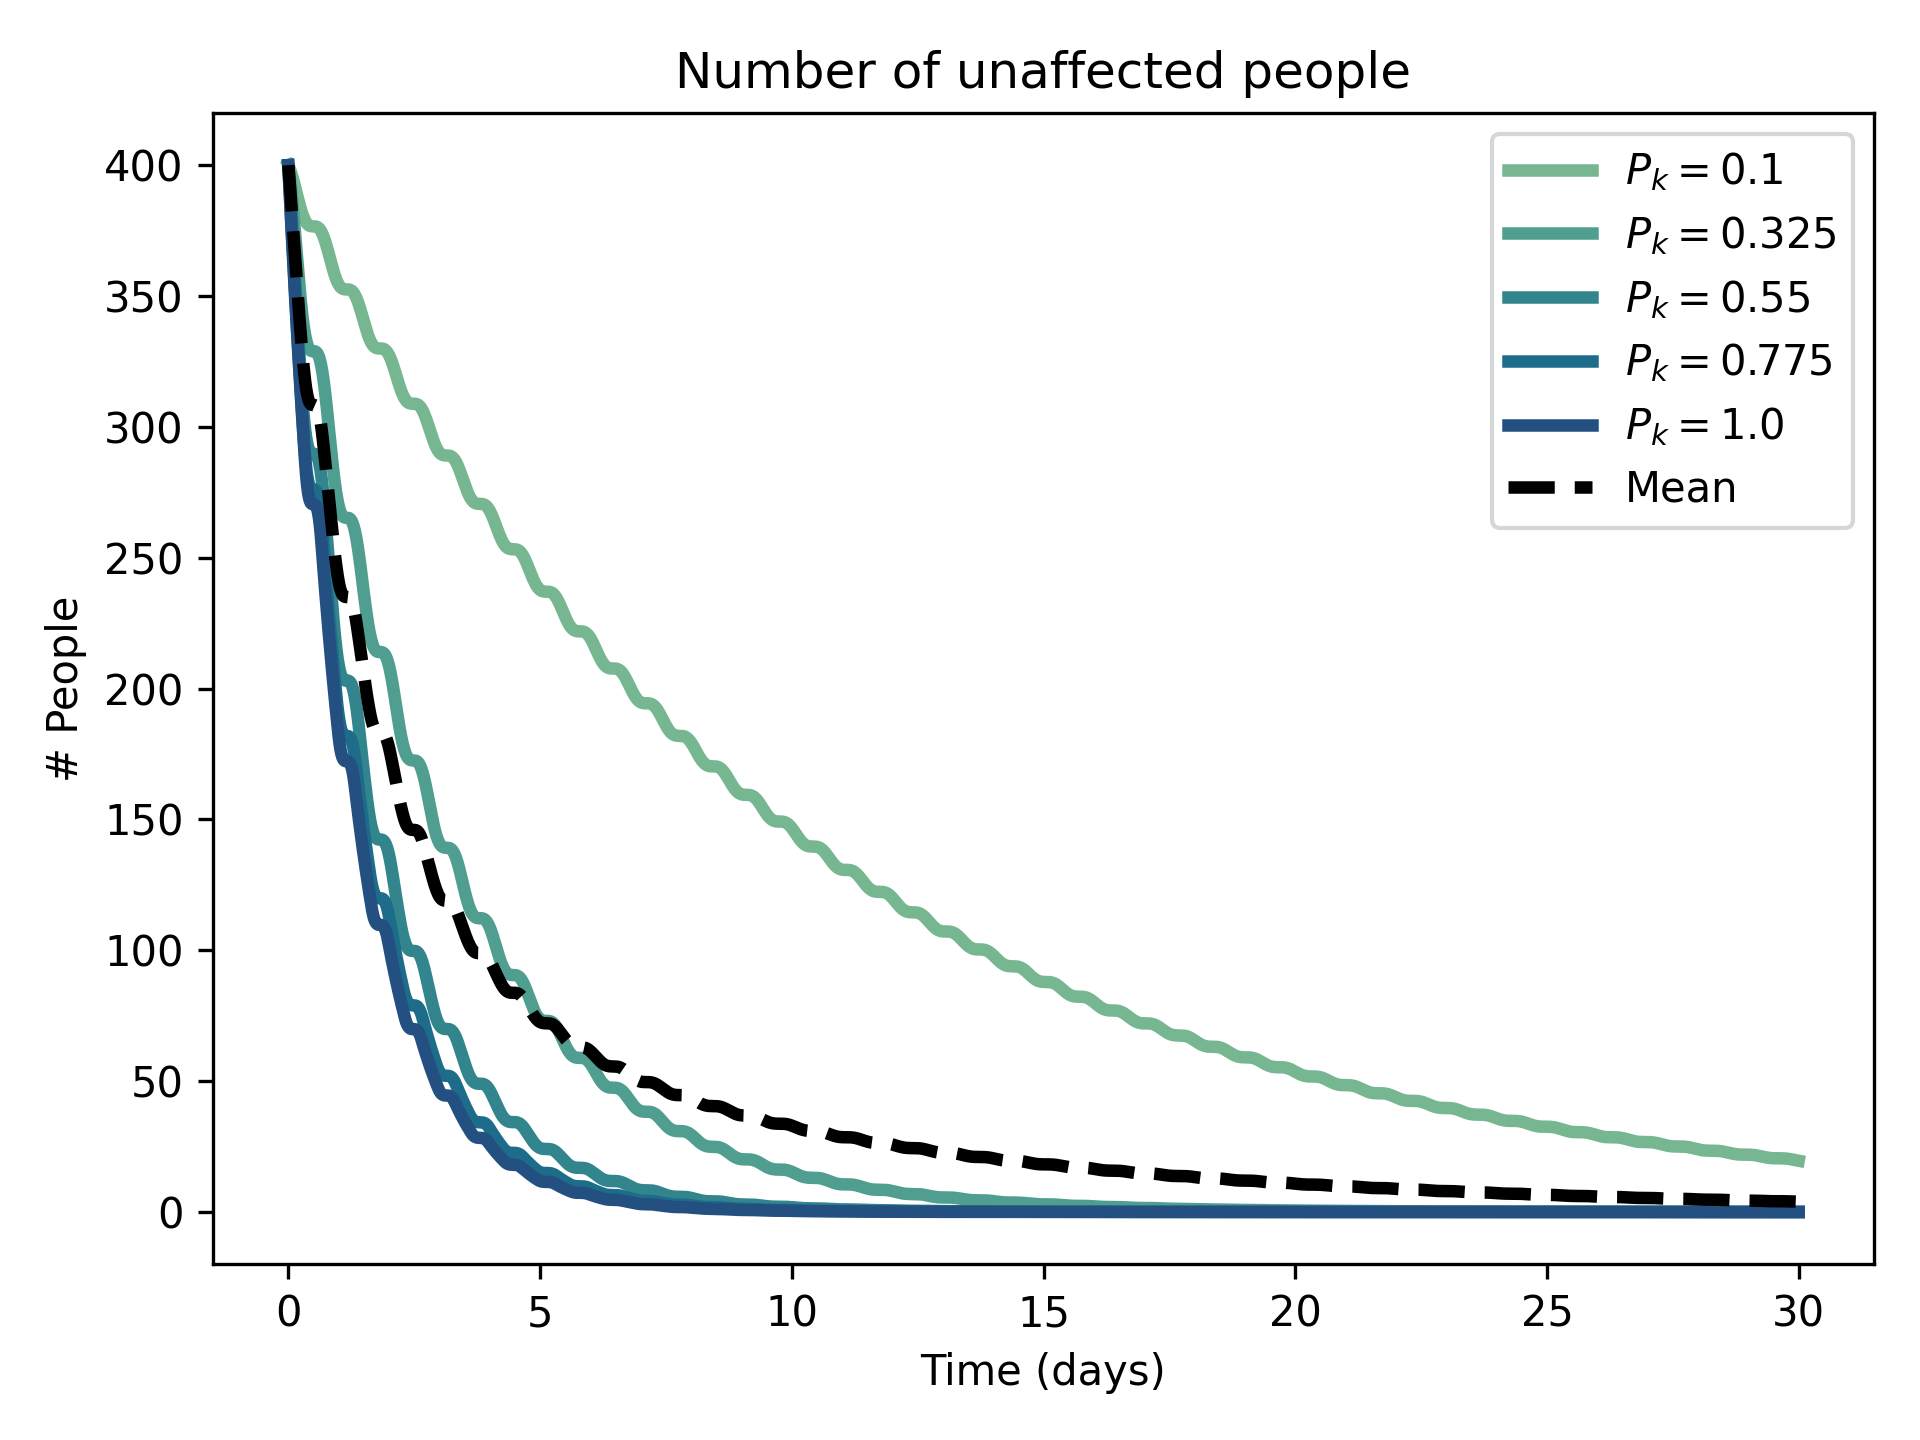 Number of unaffected people
# People
400
350
300
250
200
150
100
50
0
0 5 10 15 20 25 30
Time (days)
P_k = 0.1
P_k = 0.325
P_k = 0.55
P_k = 0.775
P_k = 1.0
Mean